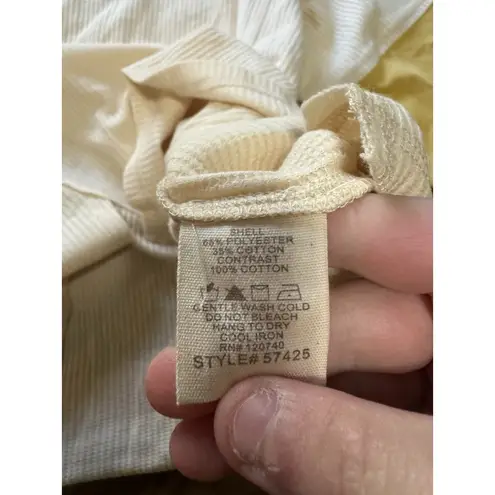 SHELL
65% POLYESTER
35% COTTON
CONTRAST
100% COTTON
GENTLE WASH COLD
DO NOT BLEACH
HANG TO DRY
COOL IRON
RN# 120740
STYLE# 57425